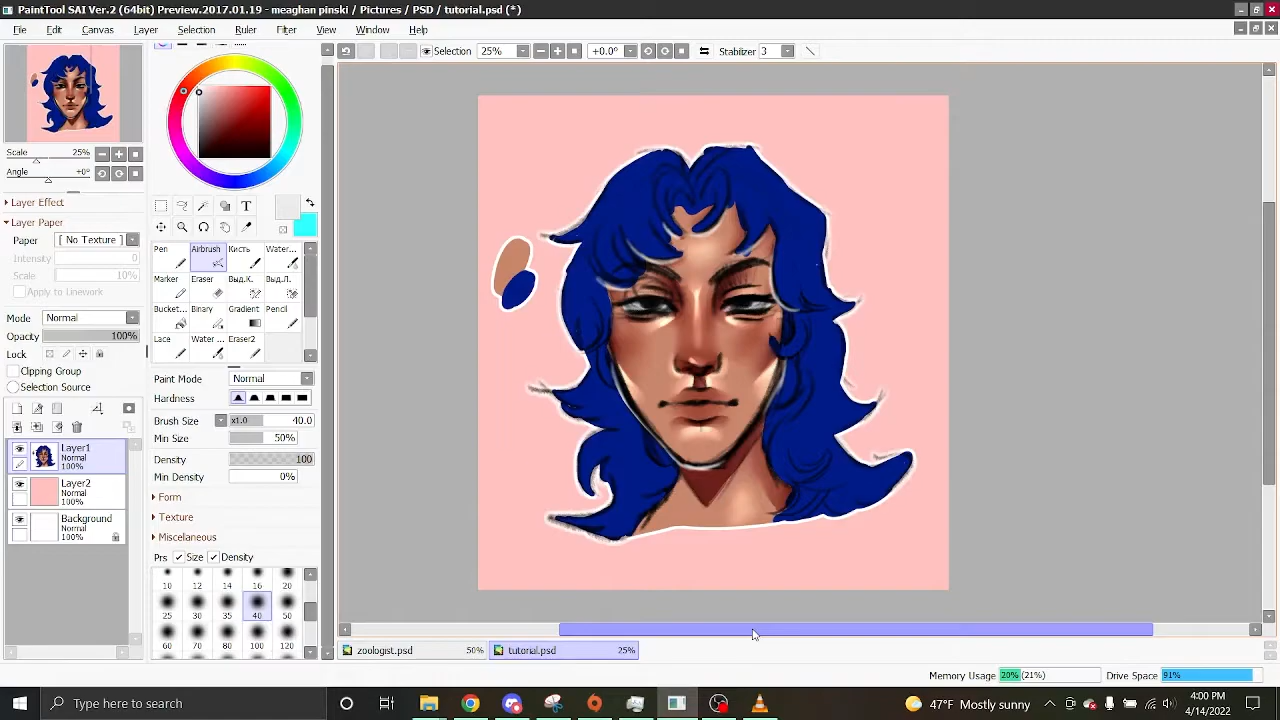 PaintTool SAI Ver.2 (64bit) Preview.2017.01.19 - meaghan pinski / Pictures / PSD / tutorial.psd (*)
File Edit Canvas Layer Selection Ruler Filter View Window Help
Selection 25% +0.0° Stabilizer 3
Scale 25%
Angle +0°
Layer Effect
Layer Paper
Paper [ No Texture ]
Intensity 0
Scale 10%
Apply to Linework
Mode Normal
Opacity 100%
Lock
Clipping Group
Selection Source
Layer1
Normal
100%
Layer2
Normal
100%
Background
Normal
100%
T
Pen Airbrush Кисть Water...
Marker Eraser Выд.К... Выд.Л...
Bucket... Binary Gradient Pencil
Lace Water ... Eraser2
Paint Mode Normal
Hardness
Brush Size x1.0 40.0
Min Size 50%
Density 100
Min Density 0%
Form
Texture
Miscellaneous
Prs Size Density
10 12 14 16 20
25 30 35 40 50
60 70 80 100 120
zoologist.psd 50% tutorial.psd 25%
Memory Usage 20% (21%) Drive Space 91%
Type here to search
47°F Mostly sunny
4:00 PM
4/14/2022